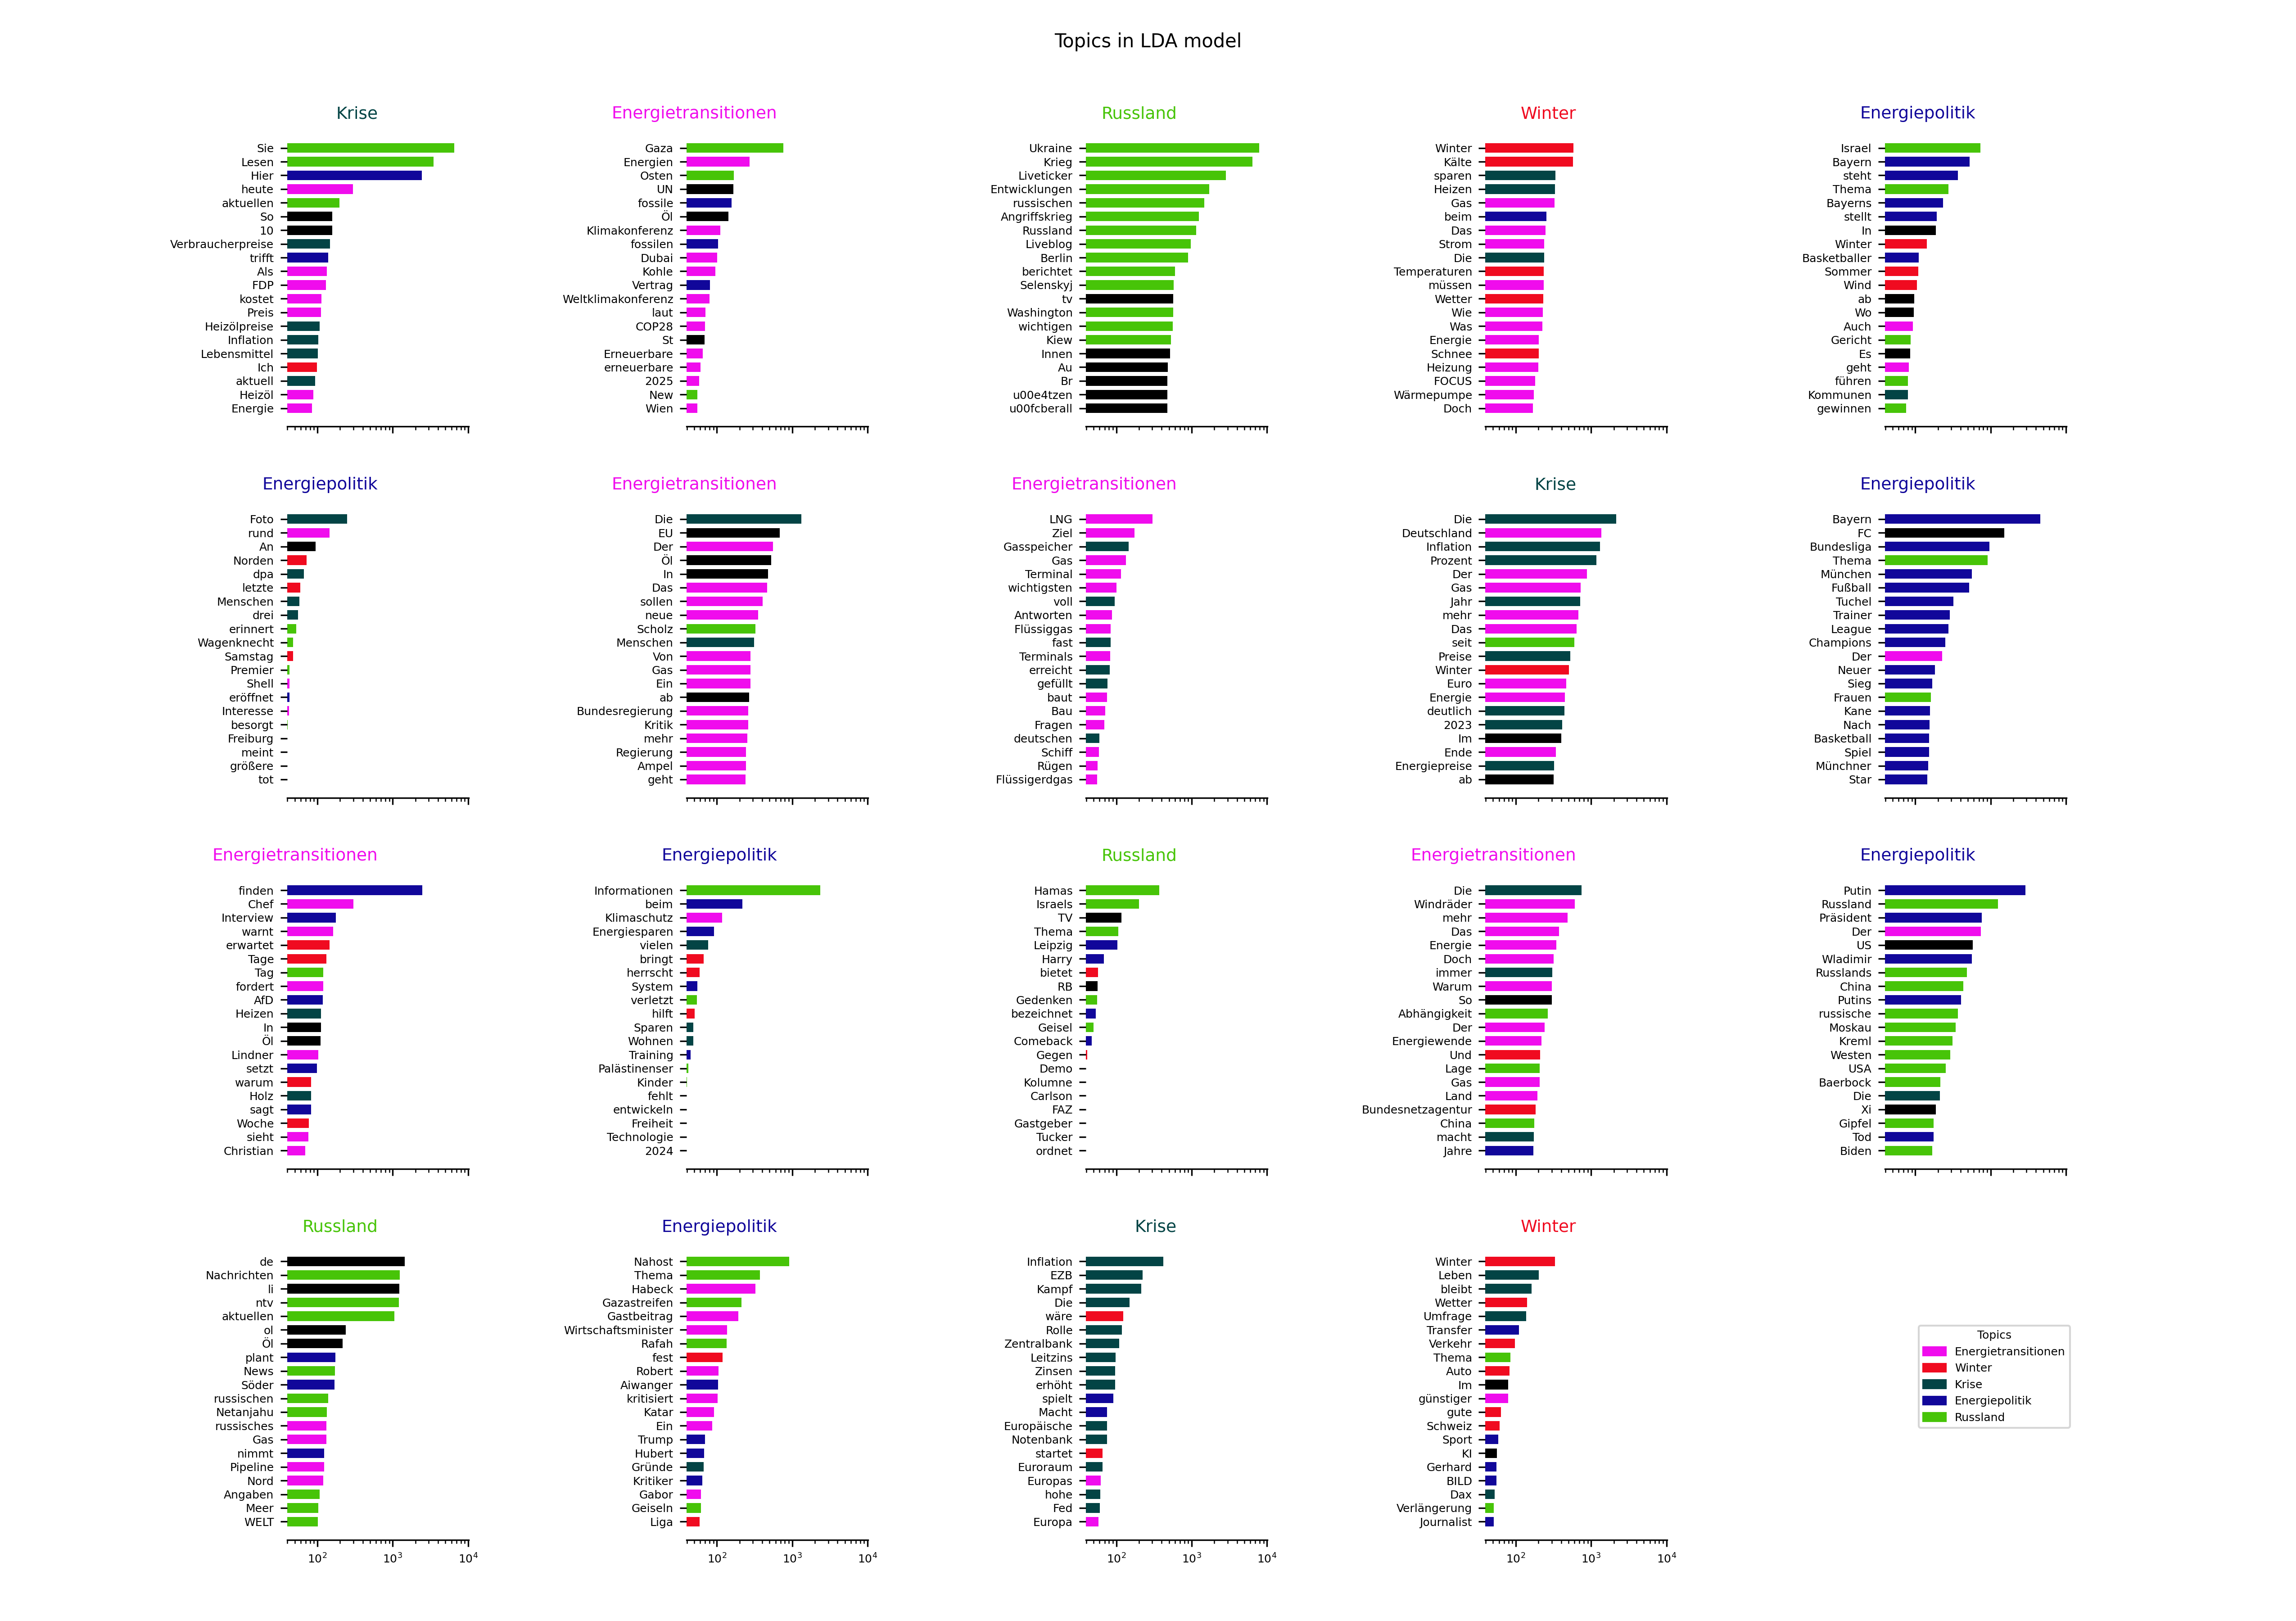 Topics in LDA model
Krise
Sie
Lesen
Hier
heute
aktuellen
So
10
Verbraucherpreise
trifft
Als
FDP
kostet
Preis
Heizölpreise
Inflation
Lebensmittel
Ich
aktuell
Heizöl
Energie
Energietransitionen
Gaza
Energien
Osten
UN
fossile
Öl
Klimakonferenz
fossilen
Dubai
Kohle
Vertrag
Weltklimakonferenz
laut
COP28
St
Erneuerbare
erneuerbare
2025
New
Wien
Russland
Ukraine
Krieg
Liveticker
Entwicklungen
russischen
Angriffskrieg
Russland
Liveblog
Berlin
berichtet
Selenskyj
tv
Washington
wichtigen
Kiew
Innen
Au
Br
u00e4tzen
u00fcberall
Winter
Winter
Kälte
sparen
Heizen
Gas
beim
Das
Strom
Die
Temperaturen
müssen
Wetter
Wie
Was
Energie
Schnee
Heizung
FOCUS
Wärmepumpe
Doch
Energiepolitik
Israel
Bayern
steht
Thema
Bayerns
stellt
In
Winter
Basketballer
Sommer
Wind
ab
Wo
Auch
Gericht
Es
geht
führen
Kommunen
gewinnen
Energiepolitik
Foto
rund
An
Norden
dpa
letzte
Menschen
drei
erinnert
Wagenknecht
Samstag
Premier
Shell
eröffnet
Interesse
besorgt
Freiburg
meint
größere
tot
Energietransitionen
Die
EU
Der
Öl
In
Das
sollen
neue
Scholz
Menschen
Von
Gas
Ein
ab
Bundesregierung
Kritik
mehr
Regierung
Ampel
geht
Energietransitionen
LNG
Ziel
Gasspeicher
Gas
Terminal
wichtigsten
voll
Antworten
Flüssiggas
fast
Terminals
erreicht
gefüllt
baut
Bau
Fragen
deutschen
Schiff
Rügen
Flüssigerdgas
Krise
Die
Deutschland
Inflation
Prozent
Der
Gas
Jahr
mehr
Das
seit
Preise
Winter
Euro
Energie
deutlich
2023
Im
Ende
Energiepreise
ab
Energiepolitik
Bayern
FC
Bundesliga
Thema
München
Fußball
Tuchel
Trainer
League
Champions
Der
Neuer
Sieg
Frauen
Kane
Nach
Basketball
Spiel
Münchner
Star
Energietransitionen
finden
Chef
Interview
warnt
erwartet
Tage
Tag
fordert
AfD
Heizen
In
Öl
Lindner
setzt
warum
Holz
sagt
Woche
sieht
Christian
Energiepolitik
Informationen
beim
Klimaschutz
Energiesparen
vielen
bringt
herrscht
System
verletzt
hilft
Sparen
Wohnen
Training
Palästinenser
Kinder
fehlt
entwickeln
Freiheit
Technologie
2024
Russland
Hamas
Israels
TV
Thema
Leipzig
Harry
bietet
RB
Gedenken
bezeichnet
Geisel
Comeback
Gegen
Demo
Kolumne
Carlson
FAZ
Gastgeber
Tucker
ordnet
Energietransitionen
Die
Windräder
mehr
Das
Energie
Doch
immer
Warum
So
Abhängigkeit
Der
Energiewende
Und
Lage
Gas
Land
Bundesnetzagentur
China
macht
Jahre
Energiepolitik
Putin
Russland
Präsident
Der
US
Wladimir
Russlands
China
Putins
russische
Moskau
Kreml
Westen
USA
Baerbock
Die
Xi
Gipfel
Tod
Biden
Russland
de
Nachrichten
li
ntv
aktuellen
ol
Öl
plant
News
Söder
russischen
Netanjahu
russisches
Gas
nimmt
Pipeline
Nord
Angaben
Meer
WELT
10² 10³ 10⁴
Energiepolitik
Nahost
Thema
Habeck
Gazastreifen
Gastbeitrag
Wirtschaftsminister
Rafah
fest
Robert
Aiwanger
kritisiert
Katar
Ein
Trump
Hubert
Gründe
Kritiker
Gabor
Geiseln
Liga
10² 10³ 10⁴
Krise
Inflation
EZB
Kampf
Die
wäre
Rolle
Zentralbank
Leitzins
Zinsen
erhöht
spielt
Macht
Europäische
Notenbank
startet
Euroraum
Europas
hohe
Fed
Europa
10² 10³ 10⁴
Winter
Winter
Leben
bleibt
Wetter
Umfrage
Transfer
Verkehr
Thema
Auto
Im
günstiger
gute
Schweiz
Sport
KI
Gerhard
BILD
Dax
Verlängerung
Journalist
10² 10³ 10⁴
Topics
Energietransitionen
Winter
Krise
Energiepolitik
Russland